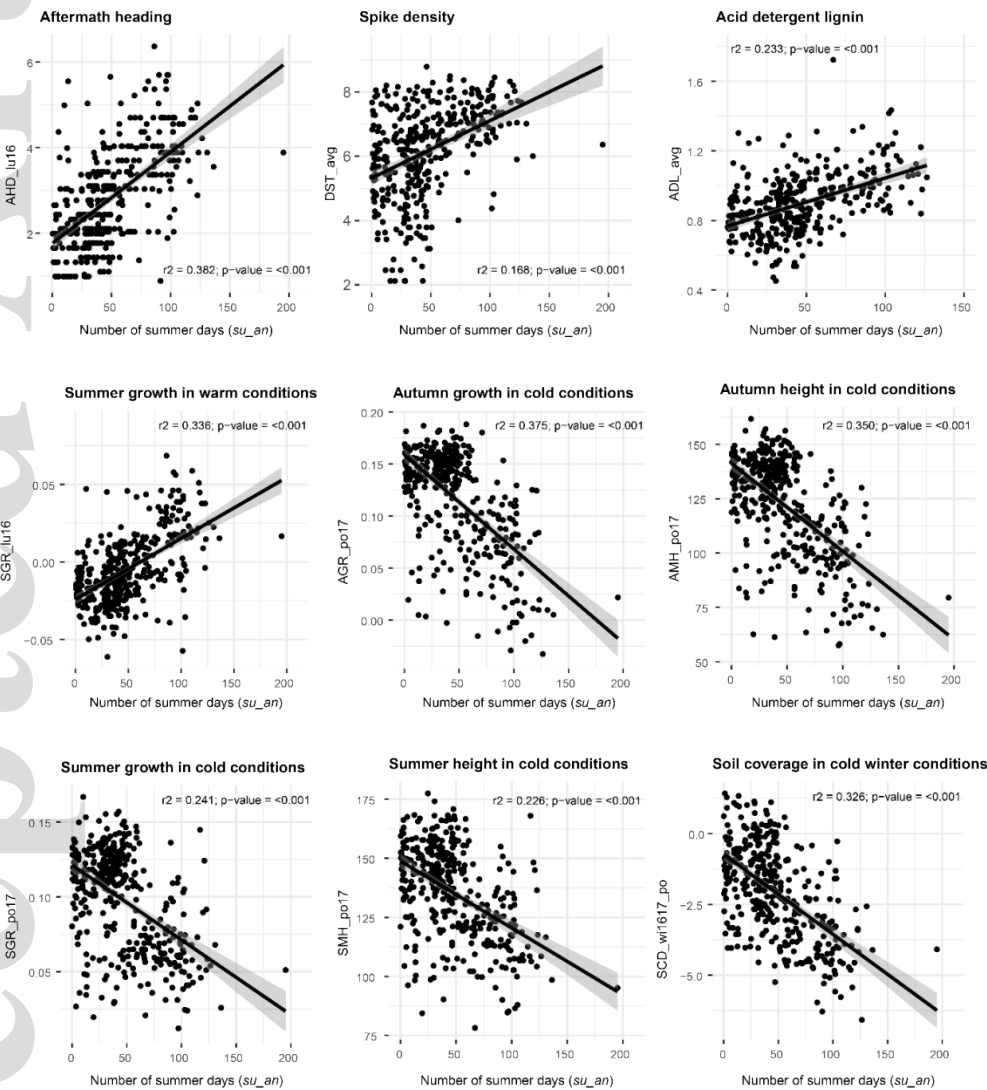 Aftermath heading
Spike density
Acid detergent lignin
r2 = 0.233; p−value = <0.001
AHD_lu16
6
4
2
r2 = 0.382; p−value = <0.001
0 50 100 150 200
Number of summer days (su_an)
DST_avg
8
6
4
2
r2 = 0.168; p−value = <0.001
0 50 100 150 200
Number of summer days (su_an)
ADL_avg
1.6
1.2
0.8
0.4
0 50 100 150
Number of summer days (su_an)
Summer growth in warm conditions
r2 = 0.336; p−value = <0.001
SGR_lu16
0.05
0.00
−0.05
0 50 100 150 200
Number of summer days (su_an)
Autumn growth in cold conditions
r2 = 0.375; p−value = <0.001
AGR_po17
0.20
0.15
0.10
0.05
0.00
0 50 100 150 200
Number of summer days (su_an)
Autumn height in cold conditions
r2 = 0.350; p−value = <0.001
AMH_po17
150
125
100
75
50
0 50 100 150 200
Number of summer days (su_an)
Summer growth in cold conditions
r2 = 0.241; p−value = <0.001
SGR_po17
0.15
0.10
0.05
0 50 100 150 200
Number of summer days (su_an)
Summer height in cold conditions
r2 = 0.226; p−value = <0.001
SMH_po17
175
150
125
100
75
0 50 100 150 200
Number of summer days (su_an)
Soil coverage in cold winter conditions
r2 = 0.326; p−value = <0.001
SCD_wi1617_po
0.0
−2.5
−5.0
0 50 100 150 200
Number of summer days (su_an)